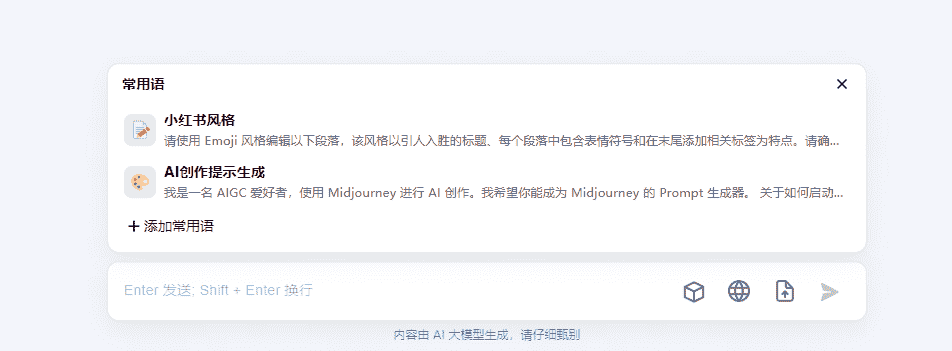 常用语
小红书风格
请使用 Emoji 风格编辑以下段落，该风格以引人入胜的标题、每个段落中包含表情符号和在末尾添加相关标签为特点。请确...
AI创作提示生成
我是一名 AIGC 爱好者，使用 Midjourney 进行 AI 创作。我希望你能成为 Midjourney 的 Prompt 生成器。 关于如何启动...
添加常用语
Enter 发送; Shift + Enter 换行
内容由 AI 大模型生成，请仔细甄别